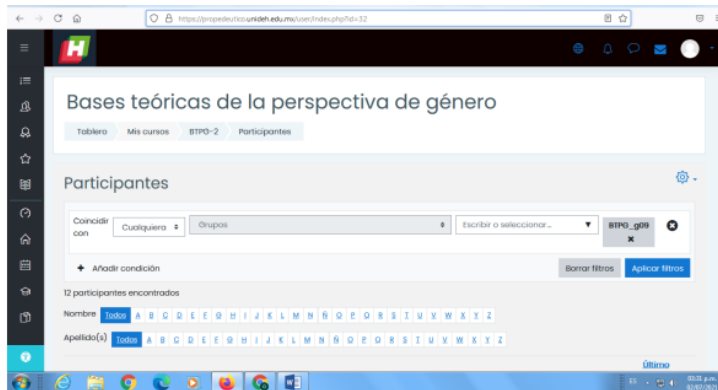 https://propedeutico.unideh.edu.mx/user/index.php?id=32
H
Bases teóricas de la perspectiva de género
Tablero Mis cursos BTPG-2 Participantes
Participantes
Coincidir con Cualquiera Grupos Escribir o seleccionar... BTPG_g09
Añadir condición Borrar filtros Aplicar filtros
12 participantes encontrados
Nombre Todos A B C D E F G H I J K L M N Ñ O P Q R S T U V W X Y Z
Apellido(s) Todos A B C D E F G H I J K L M N Ñ O P Q R S T U V W X Y Z
Último
ES